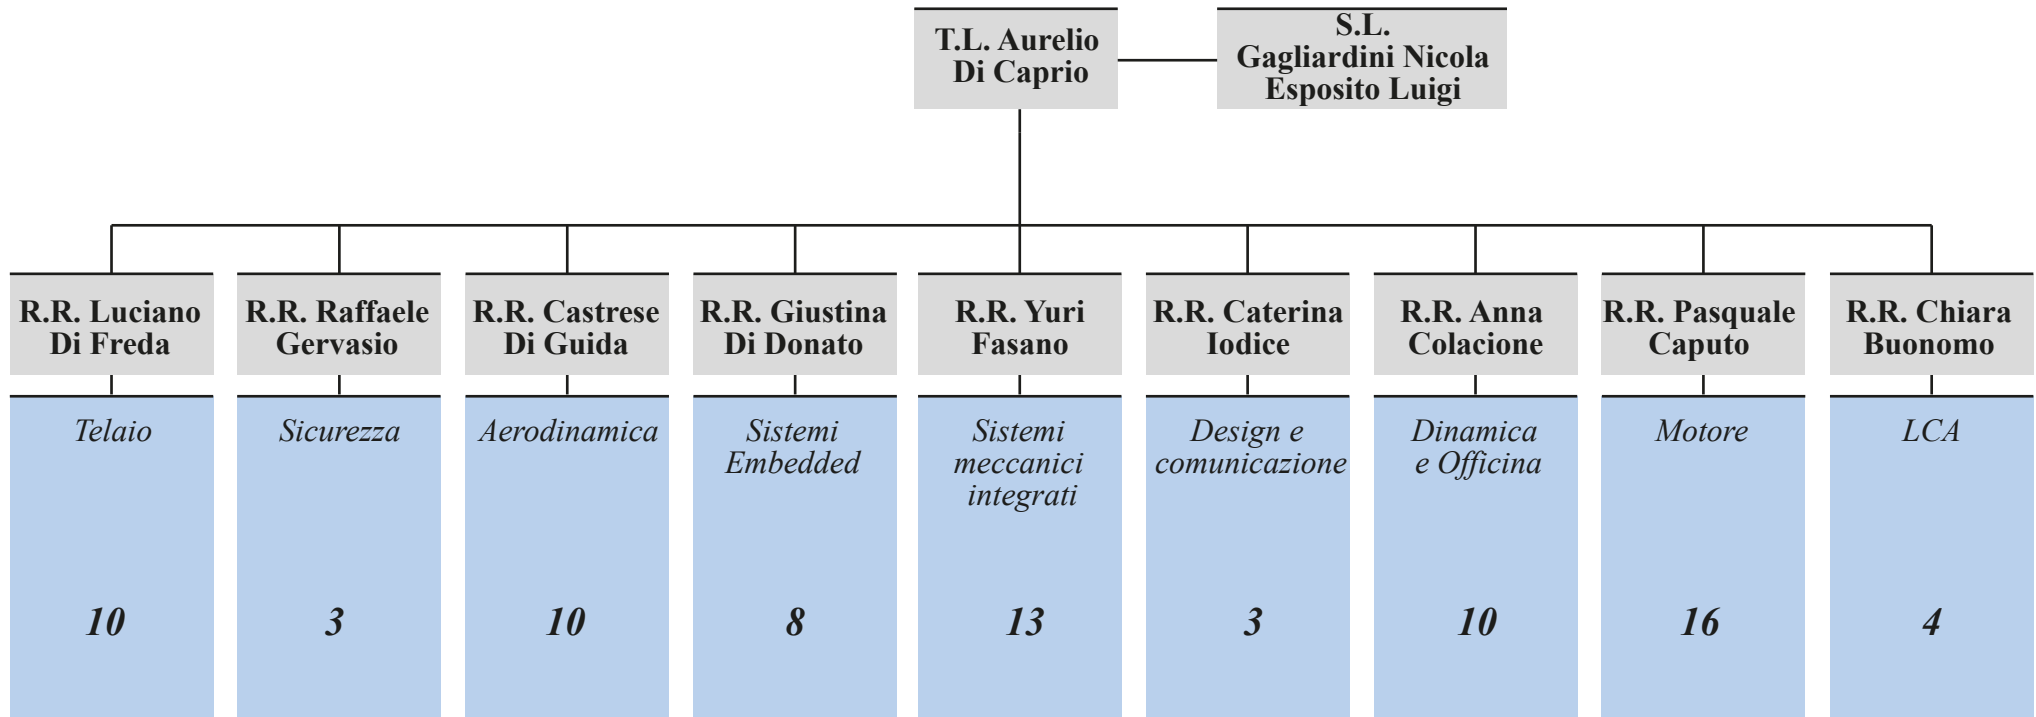 T.L. Aurelio
Di Caprio
S.L.
Gagliardini Nicola
Esposito Luigi
R.R. Luciano
Di Freda
R.R. Raffaele
Gervasio
R.R. Castrese
Di Guida
R.R. Giustina
Di Donato
R.R. Yuri
Fasano
R.R. Caterina
Iodice
R.R. Anna
Colacione
R.R. Pasquale
Caputo
R.R. Chiara
Buonomo
Telaio
Sicurezza
Aerodinamica
Sistemi
Embedded
Sistemi
meccanici
integrati
Design e
comunicazione
Dinamica
e Officina
Motore
LCA
10
3
10
8
13
3
10
16
4